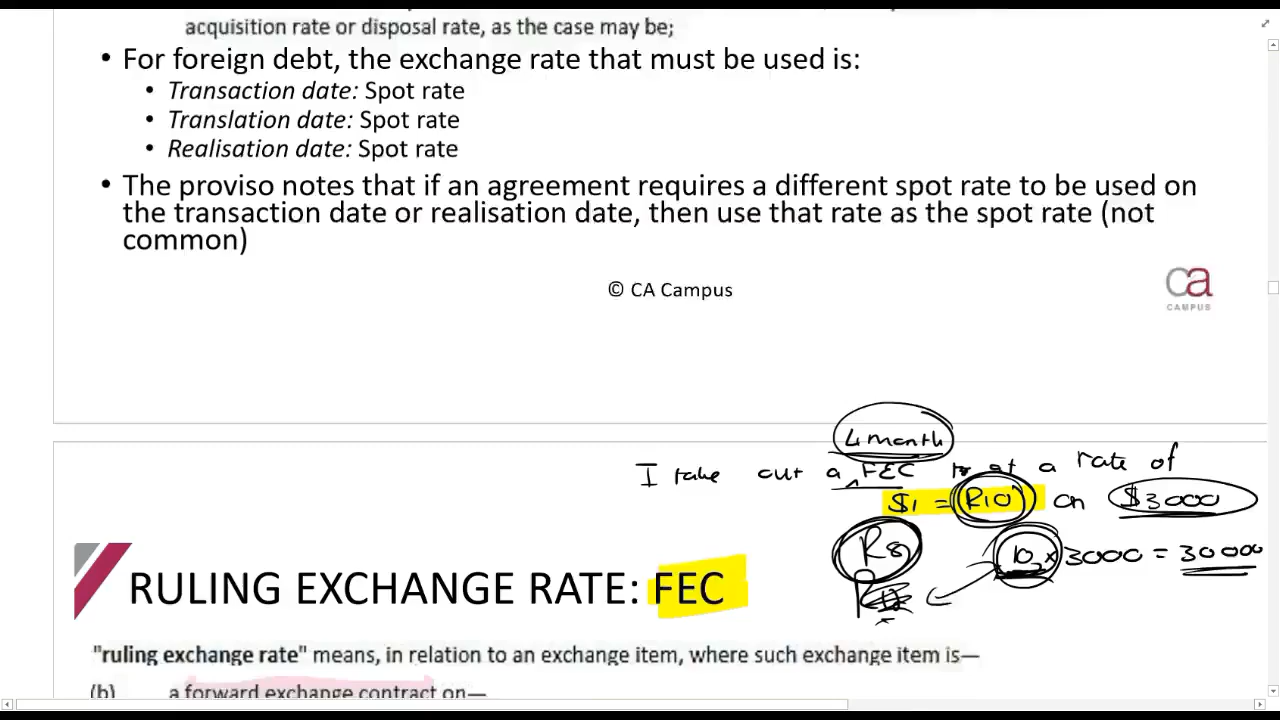 acquisition rate or disposal rate, as the case may be;
• For foreign debt, the exchange rate that must be used is:
• Transaction date: Spot rate
• Translation date: Spot rate
• Realisation date: Spot rate
• The proviso notes that if an agreement requires a different spot rate to be used on
the transaction date or realisation date, then use that rate as the spot rate (not
common)
© CA Campus
ca
CAMPUS
4 month
I take out a FEC at a rate of
$1 = R10 on $3000
R8 10 × 3000 = 30000
RULING EXCHANGE RATE: FEC
"ruling exchange rate" means, in relation to an exchange item, where such exchange item is—
(b) a forward exchange contract on—